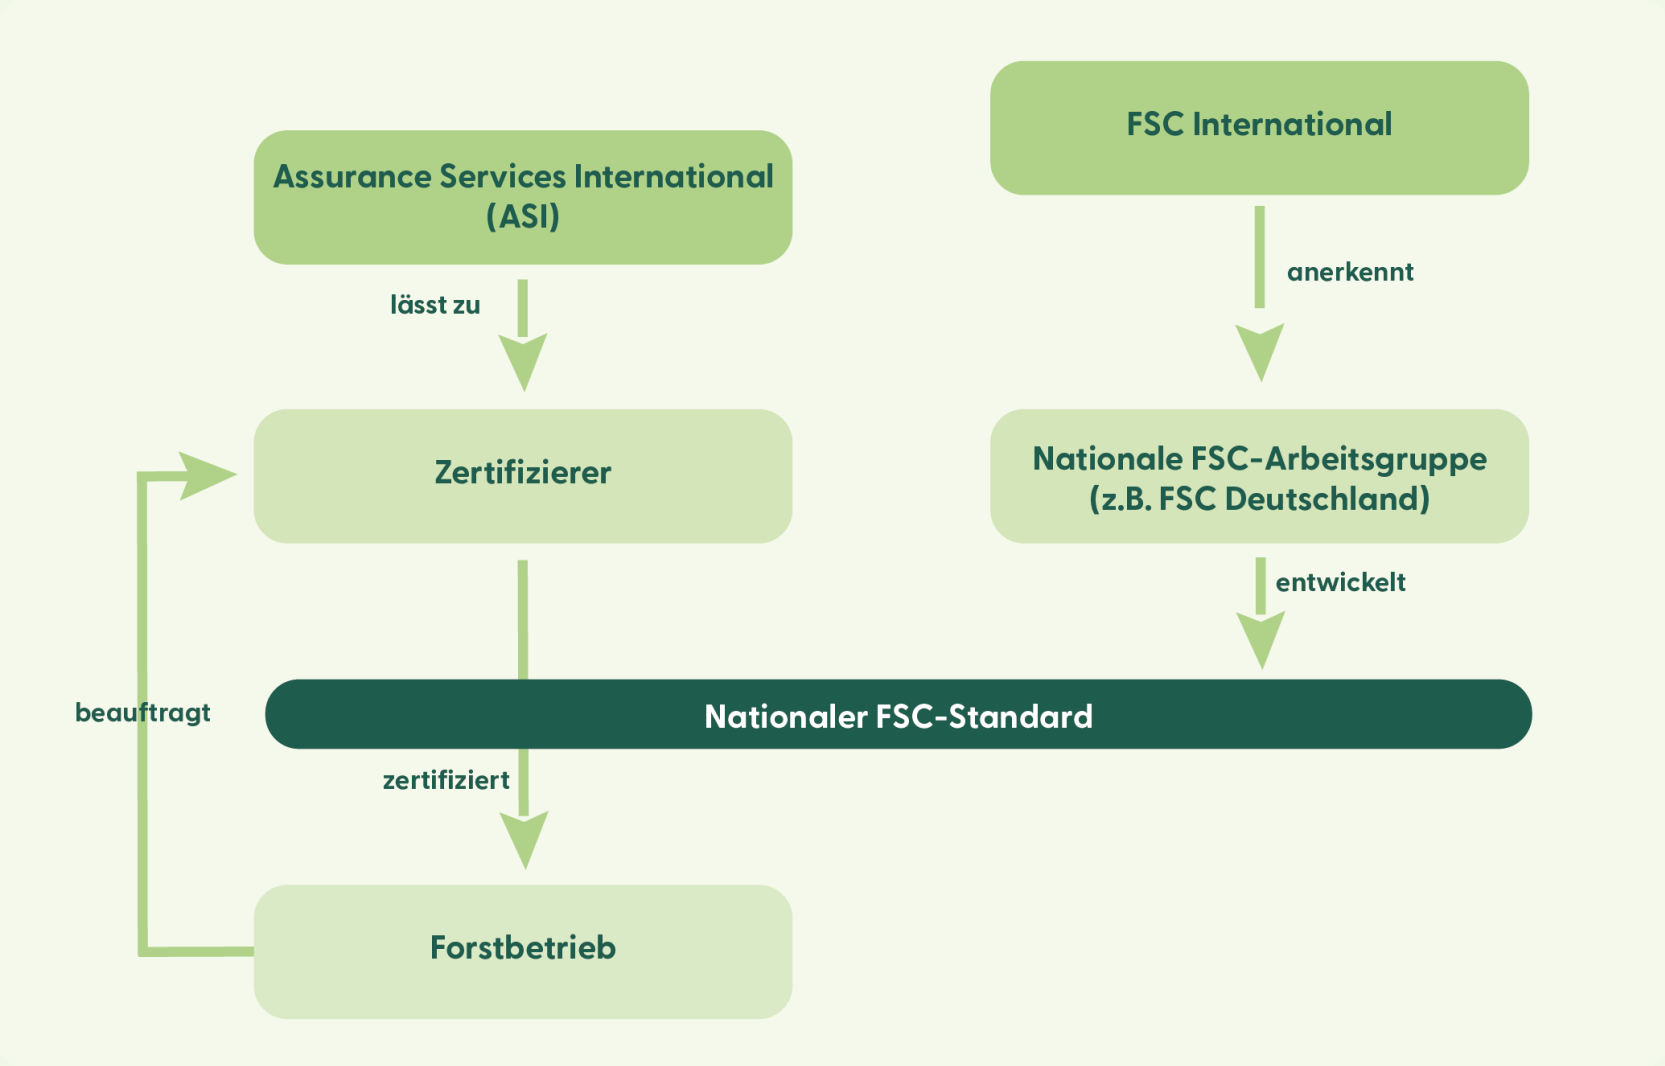 FSC International
Assurance Services International
(ASI)
anerkennt
lässt zu
Zertifizierer
Nationale FSC-Arbeitsgruppe
(z.B. FSC Deutschland)
entwickelt
beauftragt
Nationaler FSC-Standard
zertifiziert
Forstbetrieb